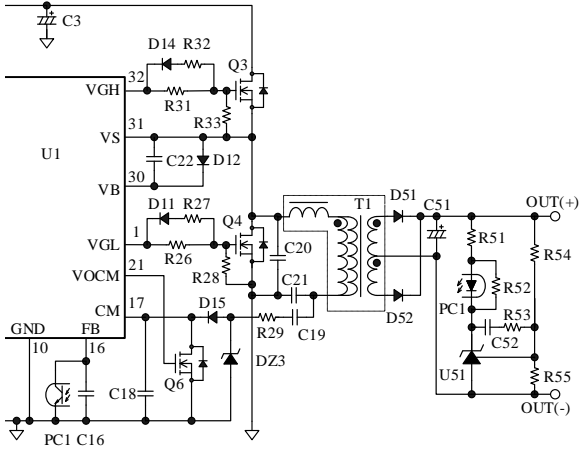 C3
D14 R32
32
Q3
VGH
R31
R33
31
VS
U1
C22 D12
30
VB
D11 R27
T1
D51
C51
OUT(+)
1
Q4
VGL
R26
R28
R51
R54
21
VOCM
C20
C21
R52
PC1
17
CM
D15
D52
R53
R29
C19
C52
GND
FB
10
16
DZ3
U51
Q6
R55
C18
OUT(-)
PC1 C16